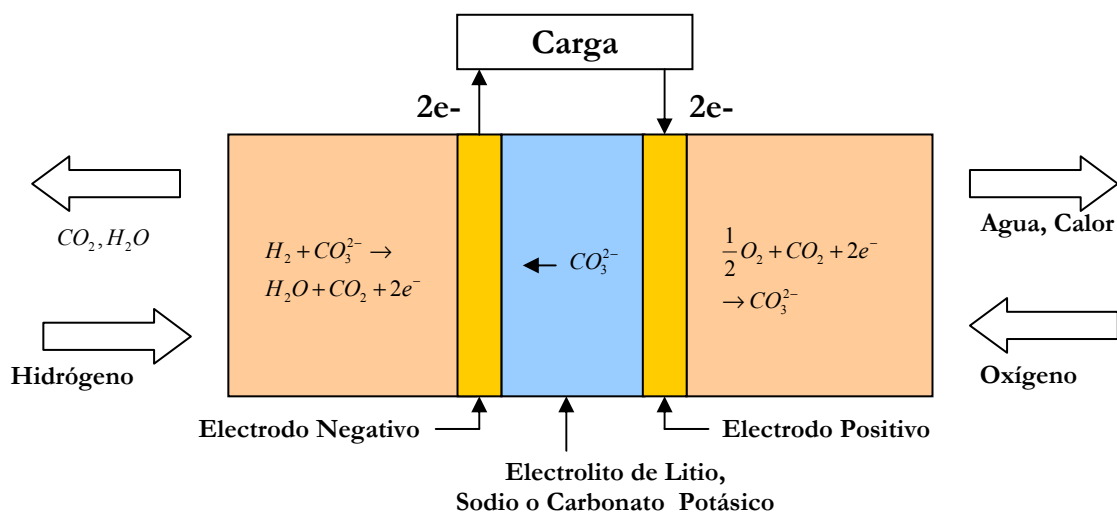 Carga
2e-
2e-
CO₂, H₂O
H₂ + CO₃²⁻ →
H₂O + CO₂ + 2e⁻
CO₃²⁻
1/2 O₂ + CO₂ + 2e⁻
→ CO₃²⁻
Agua, Calor
Hidrógeno
Oxígeno
Electrodo Negativo
Electrodo Positivo
Electrolito de Litio,
Sodio o Carbonato Potásico